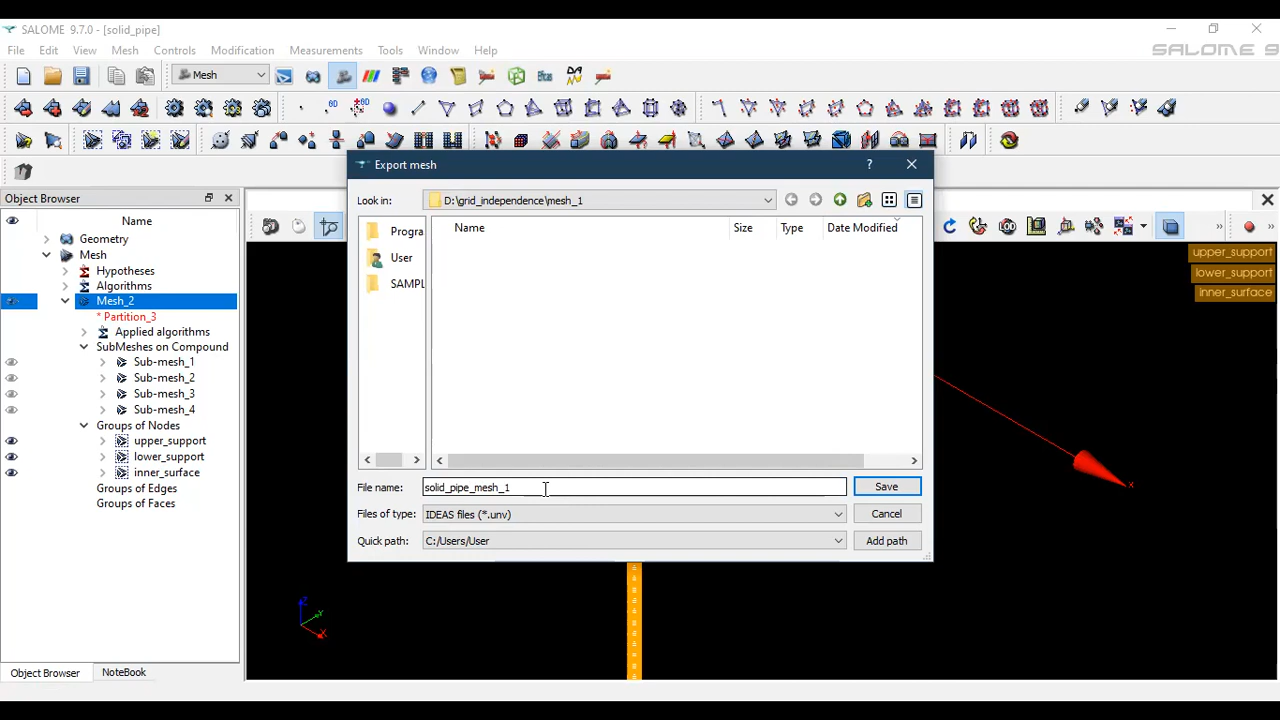 SALOME 9.7.0 - [solid_pipe]
File Edit View Mesh Controls Modification Measurements Tools Window Help
SALOME 9
Mesh
Export mesh
?
Look in: D:\grid_independence\mesh_1
Object Browser
Name
Geometry
Mesh
Hypotheses
Algorithms
Mesh_2
* Partition_3
Applied algorithms
SubMeshes on Compound
Sub-mesh_1
Sub-mesh_2
Sub-mesh_3
Sub-mesh_4
Groups of Nodes
upper_support
lower_support
inner_surface
Groups of Edges
Groups of Faces
Object Browser NoteBook
Progra
User
SAMPL
Name Size Type Date Modified
File name: solid_pipe_mesh_1 Save
Files of type: IDEAS files (*.unv) Cancel
Quick path: C:/Users/User Add path
upper_support
lower_support
inner_surface
X
Z
Y
X